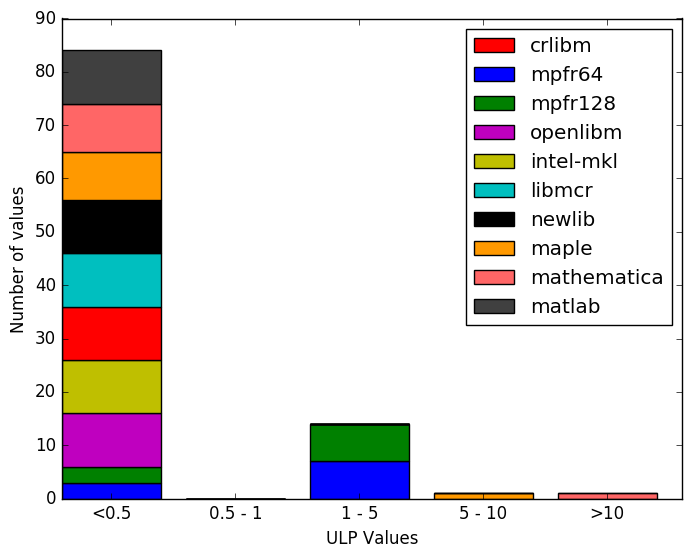 90
80
70
60
50
40
30
20
10
0
Number of values
<0.5
0.5 - 1
1 - 5
5 - 10
>10
ULP Values
crlibm
mpfr64
mpfr128
openlibm
intel-mkl
libmcr
newlib
maple
mathematica
matlab